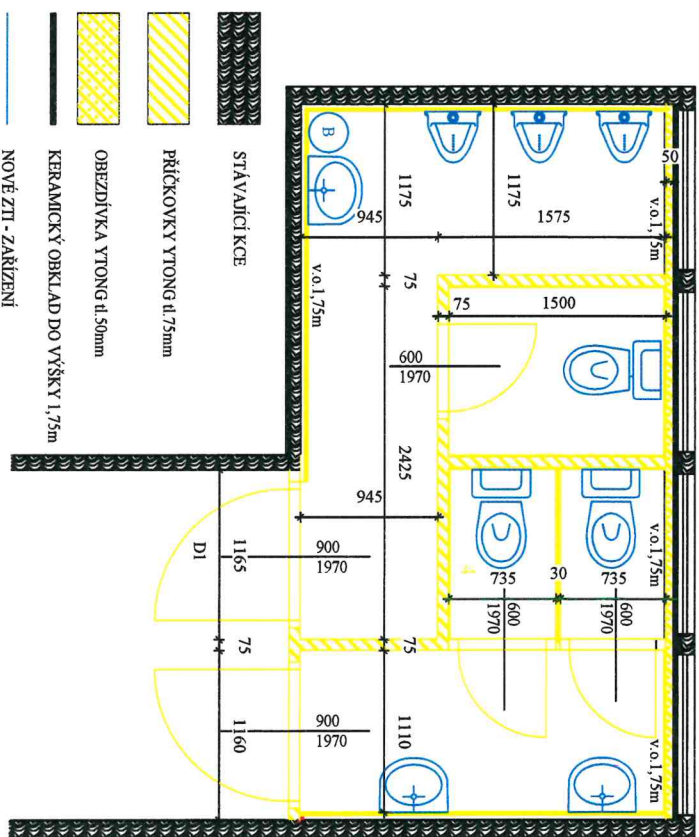 50
v.o.1,75m
v.o.1,75m
v.o.1,75m
1175
1575
1175
945
B
75
v.o.1,75m
75
1500
600
1970
2425
945
735
30
735
600
1970
600
1970
1165
D1
900
1970
75
75
1110
900
1970
1160
STÁVAJÍCÍ KCE
PŘÍČKOVKY YTONG tl.75mm
OBEZDÍVKA YTONG tl.50mm
KERAMICKÝ OBKLAD DO VÝŠKY 1,75m
NOVÉ ZTI - ZAŘÍZENÍ